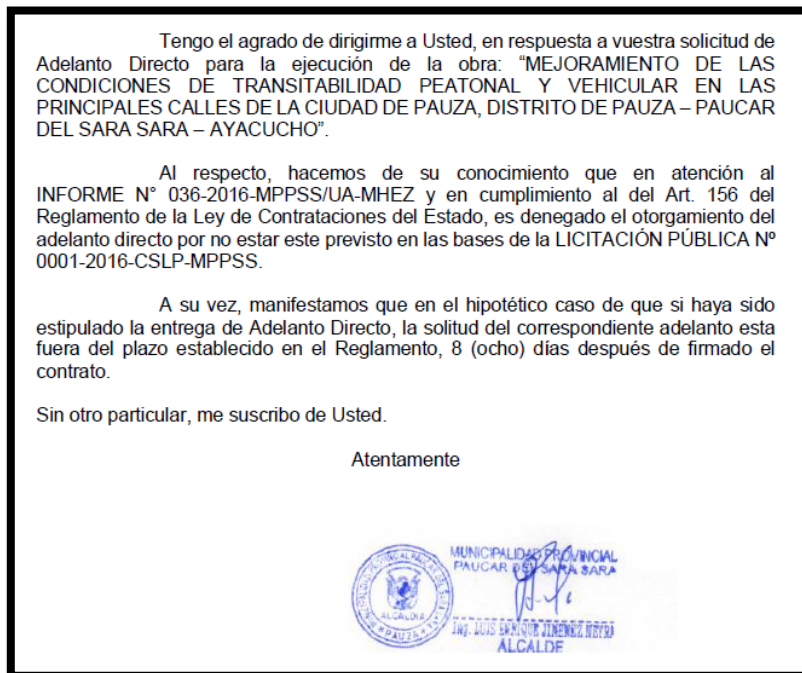 Tengo el agrado de dirigirme a Usted, en respuesta a vuestra solicitud de
Adelanto Directo para la ejecución de la obra: “MEJORAMIENTO DE LAS
CONDICIONES DE TRANSITABILIDAD PEATONAL Y VEHICULAR EN LAS
PRINCIPALES CALLES DE LA CIUDAD DE PAUZA, DISTRITO DE PAUZA – PAUCAR
DEL SARA SARA – AYACUCHO”.
Al respecto, hacemos de su conocimiento que en atención al
INFORME N° 036-2016-MPPSS/UA-MHEZ y en cumplimiento al del Art. 156 del
Reglamento de la Ley de Contrataciones del Estado, es denegado el otorgamiento del
adelanto directo por no estar este previsto en las bases de la LICITACIÓN PÚBLICA Nº
0001-2016-CSLP-MPPSS.
A su vez, manifestamos que en el hipotético caso de que si haya sido
estipulado la entrega de Adelanto Directo, la solitud del correspondiente adelanto esta
fuera del plazo establecido en el Reglamento, 8 (ocho) días después de firmado el
contrato.
Sin otro particular, me suscribo de Usted.
Atentamente
MUNICIPALIDAD PROVINCIAL
PAUCAR DEL SARA SARA
ALCALDIA
PAUZA
Ing. LUIS ENRIQUE JIMENEZ NEYRA
ALCALDE